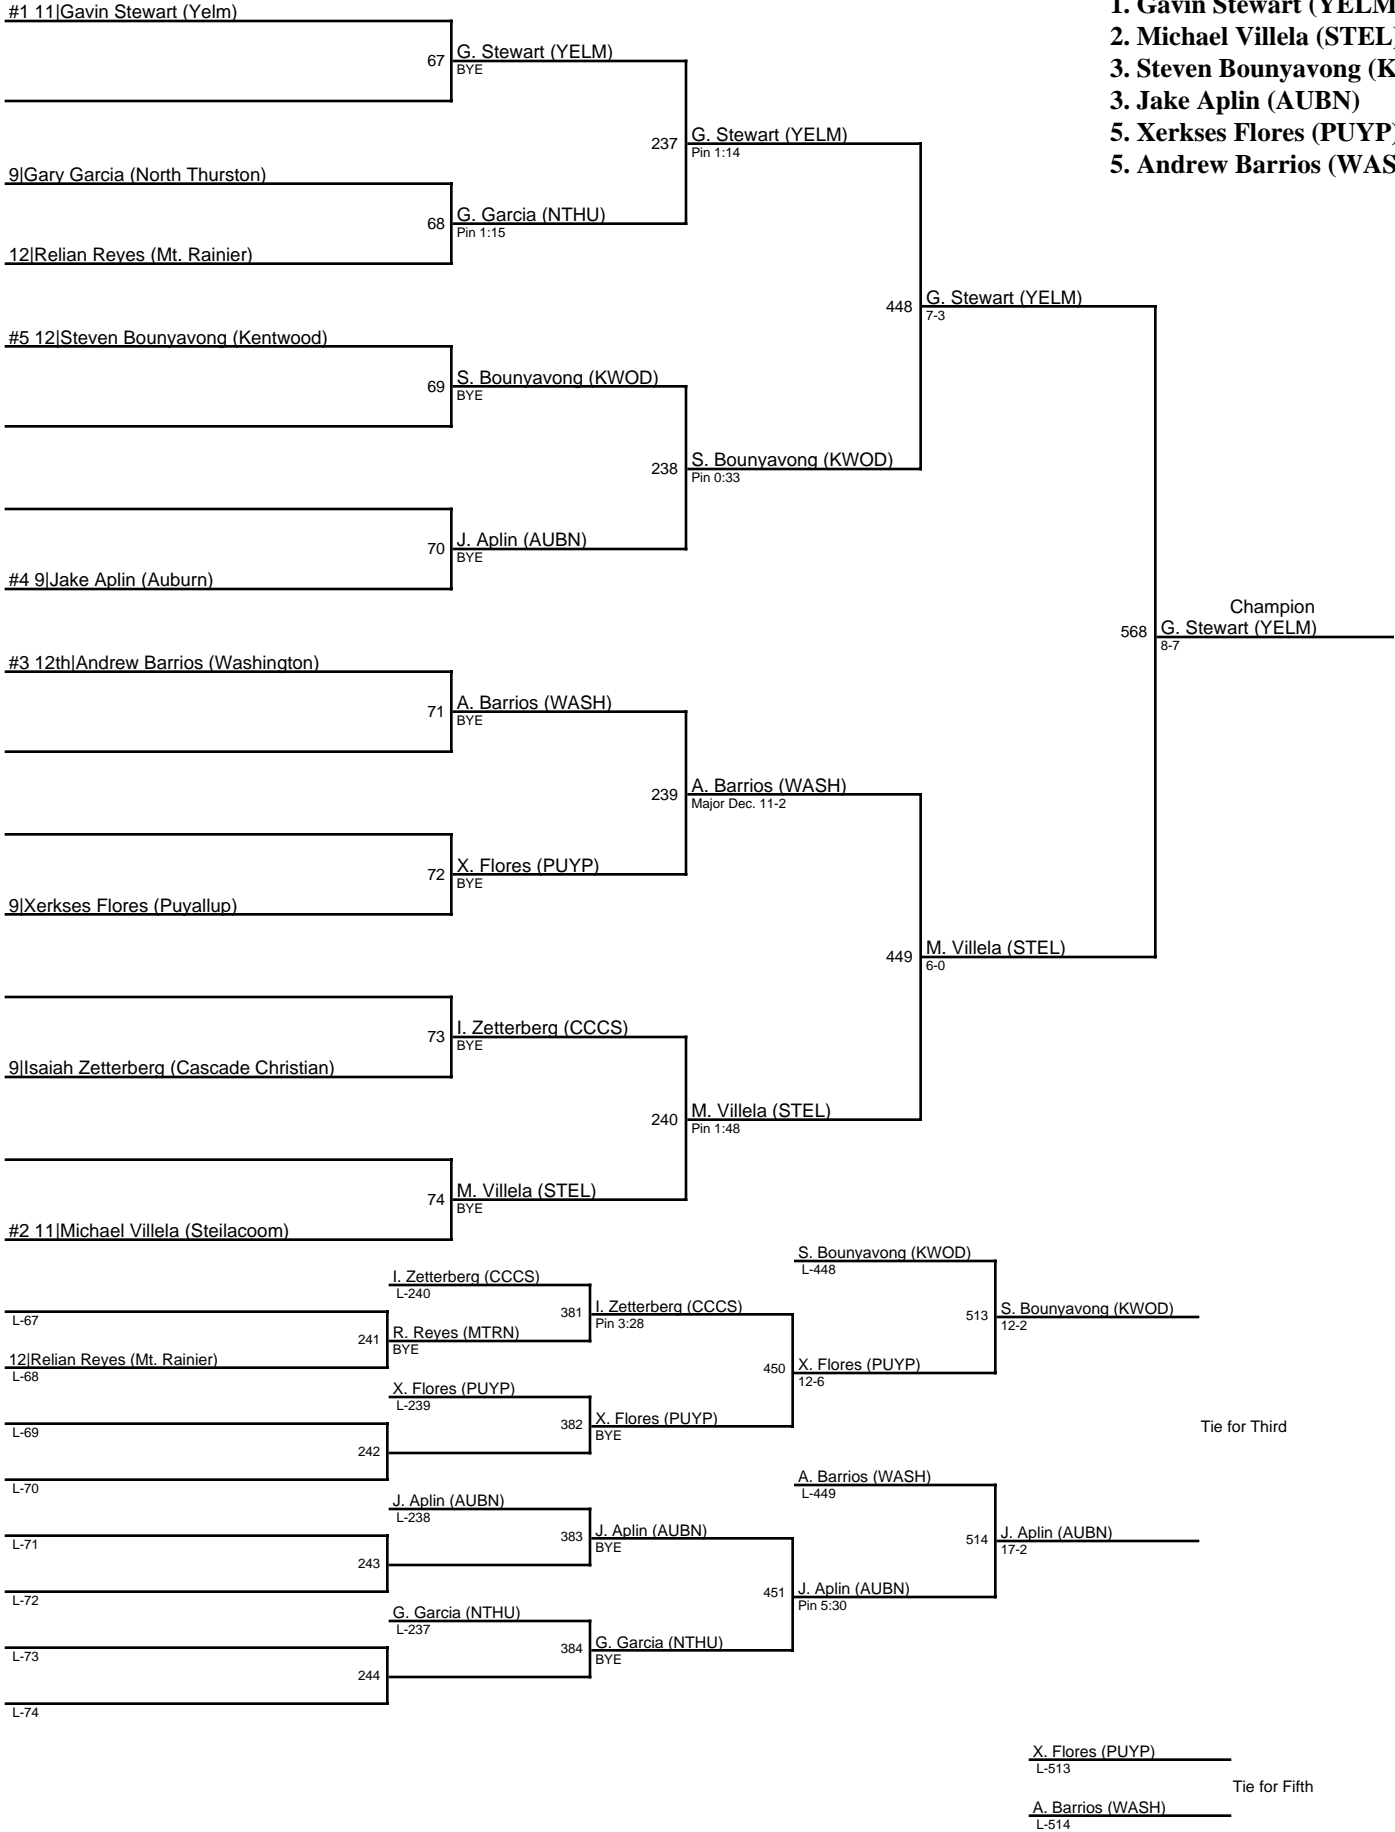 #1 11|Gavin Stewart (Yelm)
67
G. Stewart (YELM)
BYE
237
G. Stewart (YELM)
Pin 1:14
9|Gary Garcia (North Thurston)
68
G. Garcia (NTHU)
Pin 1:15
12|Relian Reyes (Mt. Rainier)
448
G. Stewart (YELM)
7-3
#5 12|Steven Bounyavong (Kentwood)
69
S. Bounyavong (KWOD)
BYE
238
S. Bounyavong (KWOD)
Pin 0:33
70
J. Aplin (AUBN)
BYE
#4 9|Jake Aplin (Auburn)
Champion
568
G. Stewart (YELM)
8-7
#3 12th|Andrew Barrios (Washington)
71
A. Barrios (WASH)
BYE
239
A. Barrios (WASH)
Major Dec. 11-2
72
X. Flores (PUYP)
BYE
9|Xerkses Flores (Puyallup)
449
M. Villela (STEL)
6-0
73
I. Zetterberg (CCCS)
BYE
9|Isaiah Zetterberg (Cascade Christian)
240
M. Villela (STEL)
Pin 1:48
74
M. Villela (STEL)
BYE
#2 11|Michael Villela (Steilacoom)
1. Gavin Stewart (YELM
2. Michael Villela (STEL)
3. Steven Bounyavong (K
3. Jake Aplin (AUBN)
5. Xerkses Flores (PUYP)
5. Andrew Barrios (WAS
L-67
241
R. Reyes (MTRN)
BYE
12|Relian Reyes (Mt. Rainier)
L-68
I. Zetterberg (CCCS)
L-240
381
I. Zetterberg (CCCS)
Pin 3:28
L-69
242
L-70
X. Flores (PUYP)
L-239
382
X. Flores (PUYP)
BYE
450
X. Flores (PUYP)
12-6
S. Bounyavong (KWOD)
L-448
513
S. Bounyavong (KWOD)
12-2
Tie for Third
L-71
243
L-72
J. Aplin (AUBN)
L-238
383
J. Aplin (AUBN)
BYE
L-73
244
L-74
G. Garcia (NTHU)
L-237
384
G. Garcia (NTHU)
BYE
451
J. Aplin (AUBN)
Pin 5:30
A. Barrios (WASH)
L-449
514
J. Aplin (AUBN)
17-2
X. Flores (PUYP)
L-513
Tie for Fifth
A. Barrios (WASH)
L-514